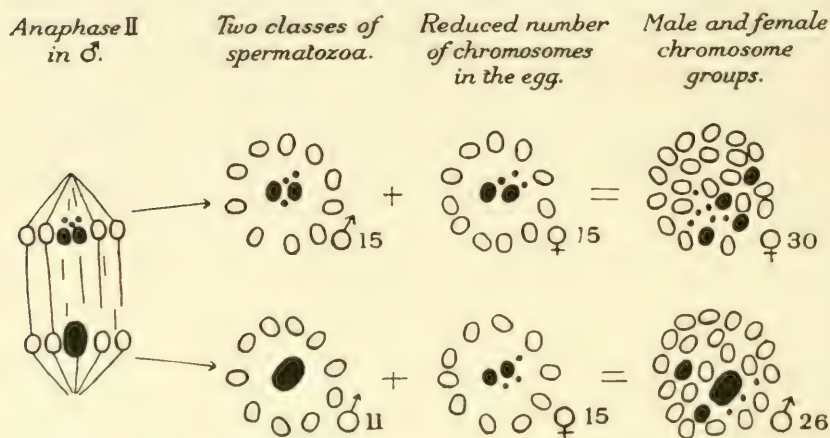 Anaphase II
in ♂.
Two classes of
spermatozoa.
Reduced number
of chromosomes
in the egg.
Male and female
chromosome
groups.
+ =
♂ 15
♀ 15
♀ 30
+ =
♂ 11
♀ 15
♂ 26